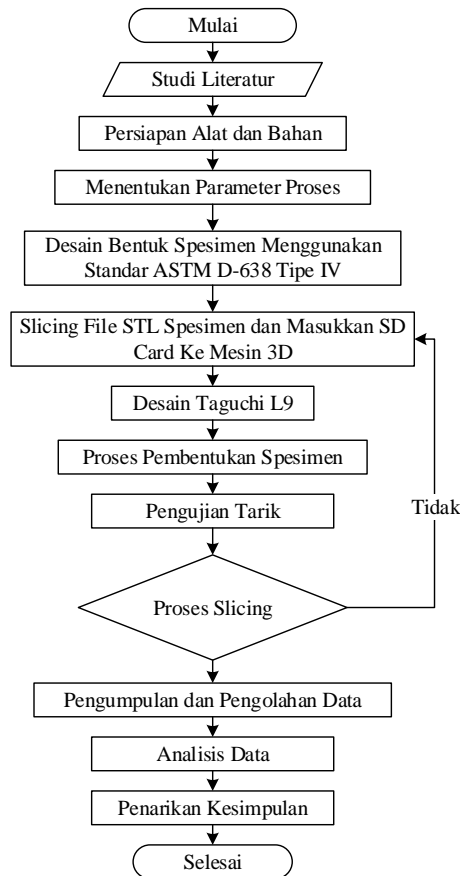 Mulai
Studi Literatur
Persiapan Alat dan Bahan
Menentukan Parameter Proses
Desain Bentuk Spesimen Menggunakan
Standar ASTM D-638 Tipe IV
Slicing File STL Spesimen dan Masukkan SD
Card Ke Mesin 3D
Desain Taguchi L9
Proses Pembentukan Spesimen
Pengujian Tarik
Tidak
Proses Slicing
Pengumpulan dan Pengolahan Data
Analisis Data
Penarikan Kesimpulan
Selesai